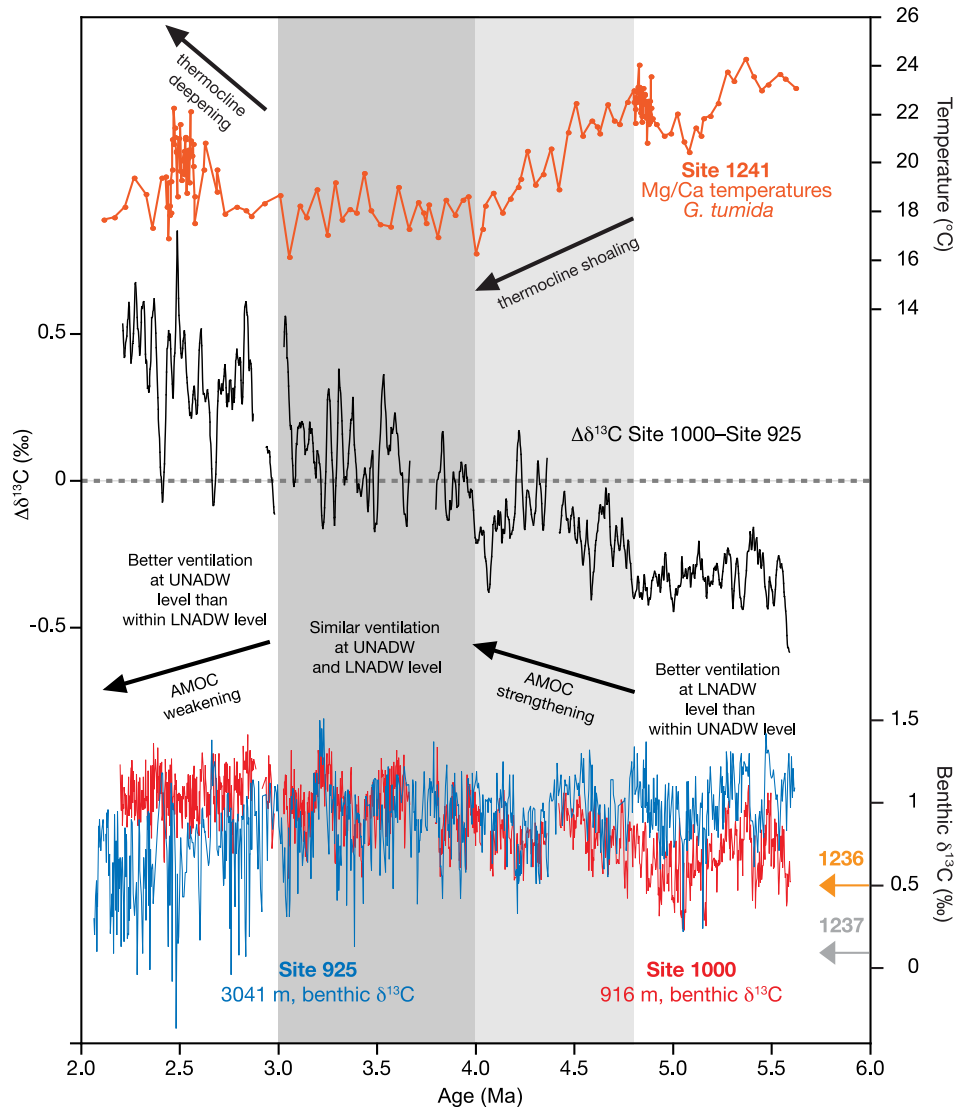 26
24
22
20
18
16
14
Temperature (°C)
thermocline
deepening
Site 1241
Mg/Ca temperatures
G. tumida
thermocline shoaling
0.5
0
-0.5
Δδ¹³C (‰)
Δδ¹³C Site 1000–Site 925
Better ventilation
at UNADW
level than
within LNADW level
Similar ventilation
at UNADW
and LNADW level
Better ventilation
at LNADW
level than
within UNADW level
AMOC
weakening
AMOC
strengthening
1.5
1
0.5
0
Benthic δ¹³C (‰)
1236
1237
Site 925
3041 m, benthic δ¹³C
Site 1000
916 m, benthic δ¹³C
2.0 2.5 3.0 3.5 4.0 4.5 5.0 5.5 6.0
Age (Ma)